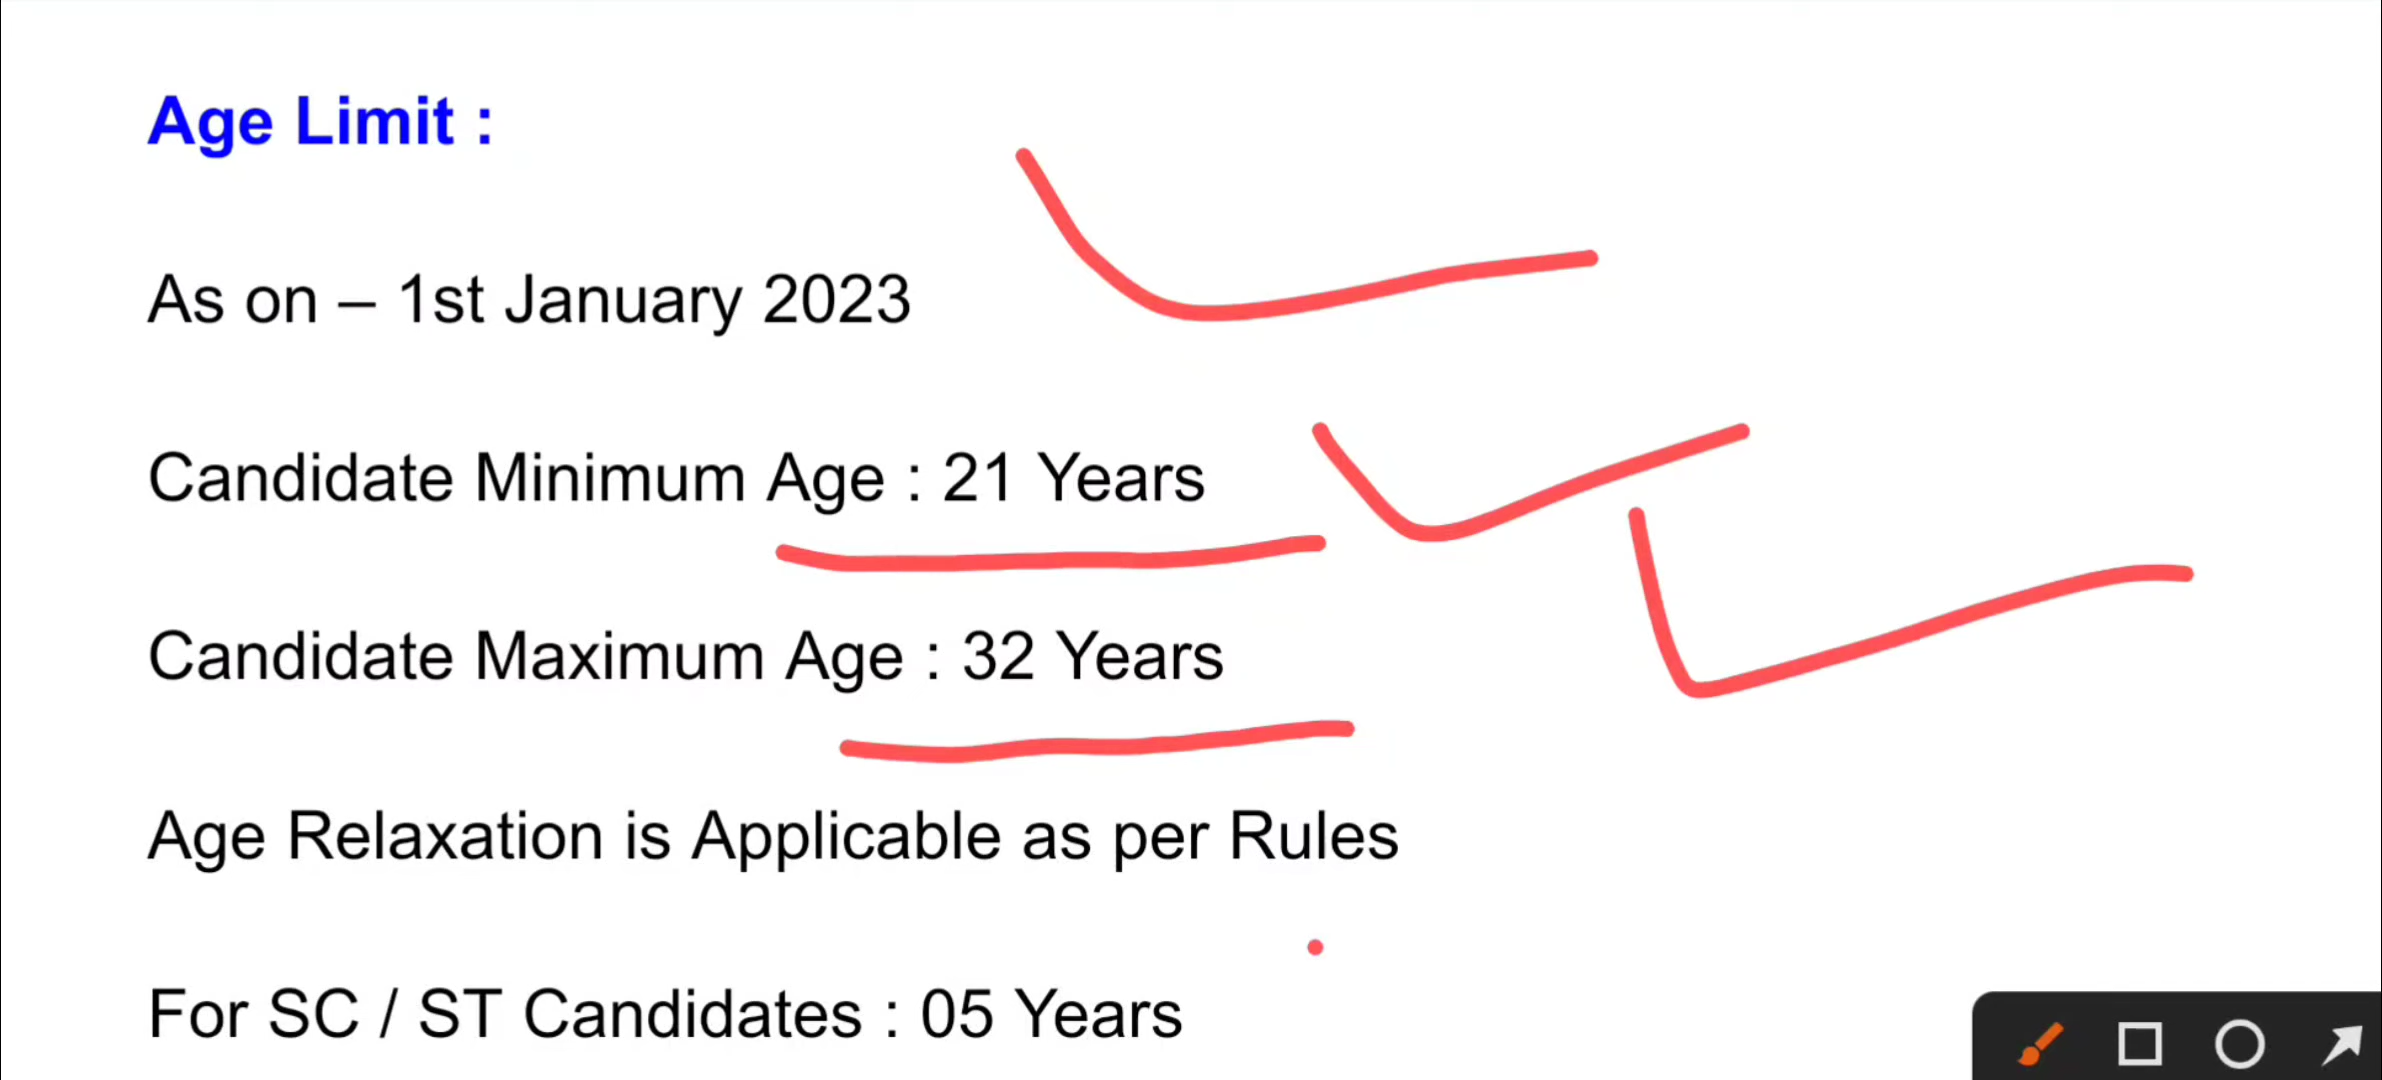 Age Limit :
As on – 1st January 2023
Candidate Minimum Age : 21 Years
Candidate Maximum Age : 32 Years
Age Relaxation is Applicable as per Rules
For SC / ST Candidates : 05 Years